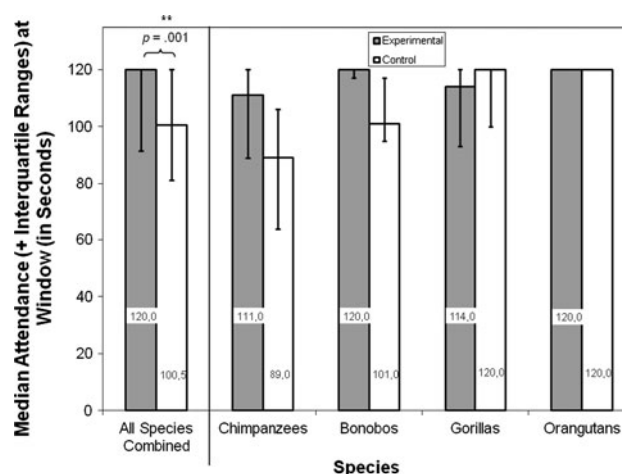 **
p = .001
Experimental
Control
Median Attendance (+ Interquartile Ranges) at
Window (in Seconds)
120
100
80
60
40
20
0
120,0
100,5
111,0
89,0
120,0
101,0
114,0
120,0
120,0
120,0
All Species
Combined
Chimpanzees
Bonobos
Gorillas
Orangutans
Species